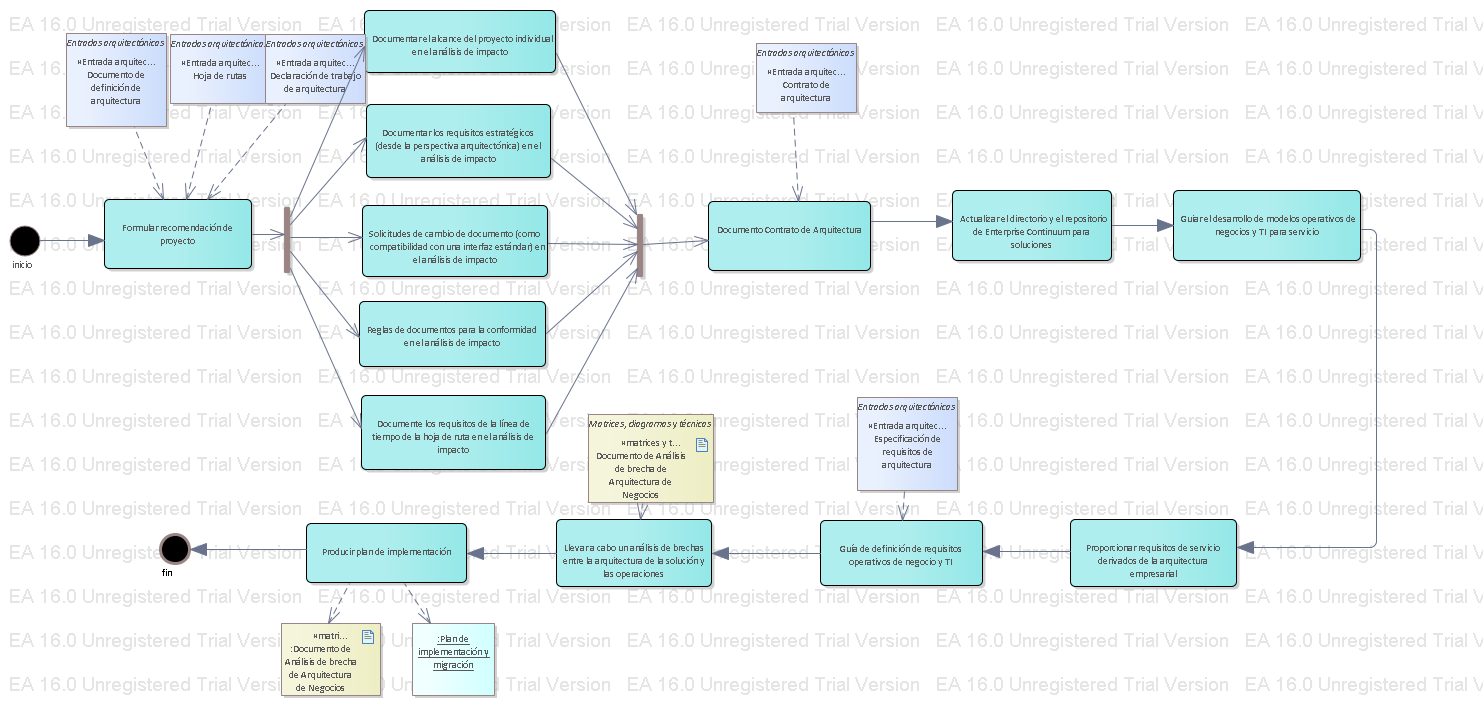 EA 16.0 Unregistered Trial Version
Entradas arquitectónicas
«Entrada arquitec...
Documento de
definición de
arquitectura
Entradas arquitectónicas
«Entrada arquitec...
Hoja de rutas
Entradas arquitectónicas
«Entrada arquitec...
Declaración de trabajo
de arquitectura
Documentar el alcance del proyecto individual
en el análisis de impacto
Entradas arquitectónicas
«Entrada arquitec...
Contrato de
arquitectura
Documentar los requisitos estratégicos
(desde la perspectiva arquitectónica) en el
análisis de impacto
inicio
Formular recomendación de
proyecto
Solicitudes de cambio de documento (como
compatibilidad con una interfaz estándar) en
el análisis de impacto
Documento Contrato de Arquitectura
Actualizar el directorio y el repositorio
de Enterprise Continuum para
soluciones
Guiar el desarrollo de modelos operativos de
negocios y TI para servicio
Reglas de documentos para la conformidad
en el análisis de impacto
Documente los requisitos de la línea de
tiempo de la hoja de ruta en el análisis de
impacto
Matrices, diagramas y técnicas
«matrices y t...
Documento de Análisis
de brecha de
Arquitectura de
Negocios
Entradas arquitectónicas
«Entrada arquitec...
Especificación de
requisitos de
arquitectura
fin
Producir plan de implementación
Llevar a cabo un análisis de brechas
entre la arquitectura de la solución y
las operaciones
Guía de definición de requisitos
operativos de negocio y TI
Proporcionar requisitos de servicio
derivados de la arquitectura
empresarial
«matri...
:Documento de
Análisis de brecha
de Arquitectura
de Negocios
:Plan de
implementación y
migración